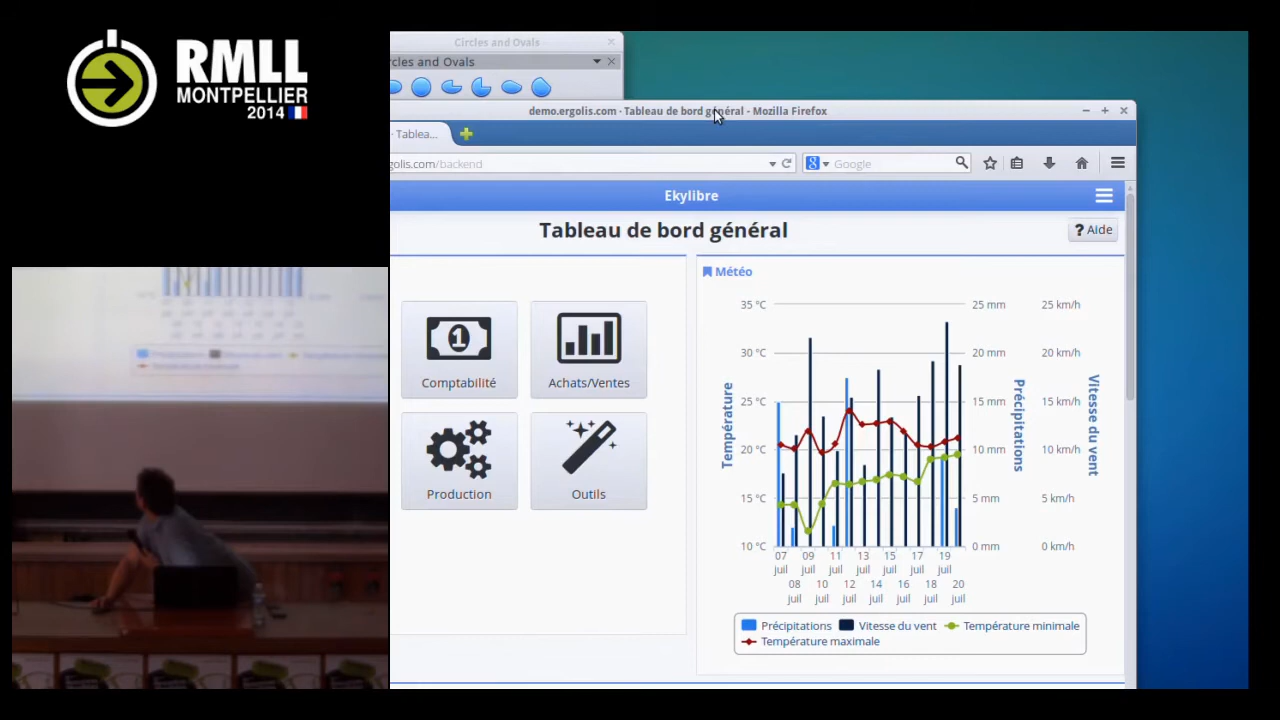 RMLL
MONTPELLIER
2014
Circles and Ovals
cles and Ovals
demo.ergolis.com - Tableau de bord général - Mozilla Firefox
Tablea...
golis.com/backend
Google
Ekylibre
Tableau de bord général
? Aide
Météo
Comptabilité
Achats/Ventes
Production
Outils
35 °C
30 °C
25 °C
20 °C
15 °C
10 °C
Température
25 mm
20 mm
15 mm
10 mm
5 mm
0 mm
Précipitations
25 km/h
20 km/h
15 km/h
10 km/h
5 km/h
0 km/h
Vitesse du vent
07 juil
08 juil
09 juil
10 juil
11 juil
12 juil
13 juil
14 juil
15 juil
16 juil
17 juil
18 juil
19 juil
20 juil
Précipitations Vitesse du vent Température minimale
Température maximale